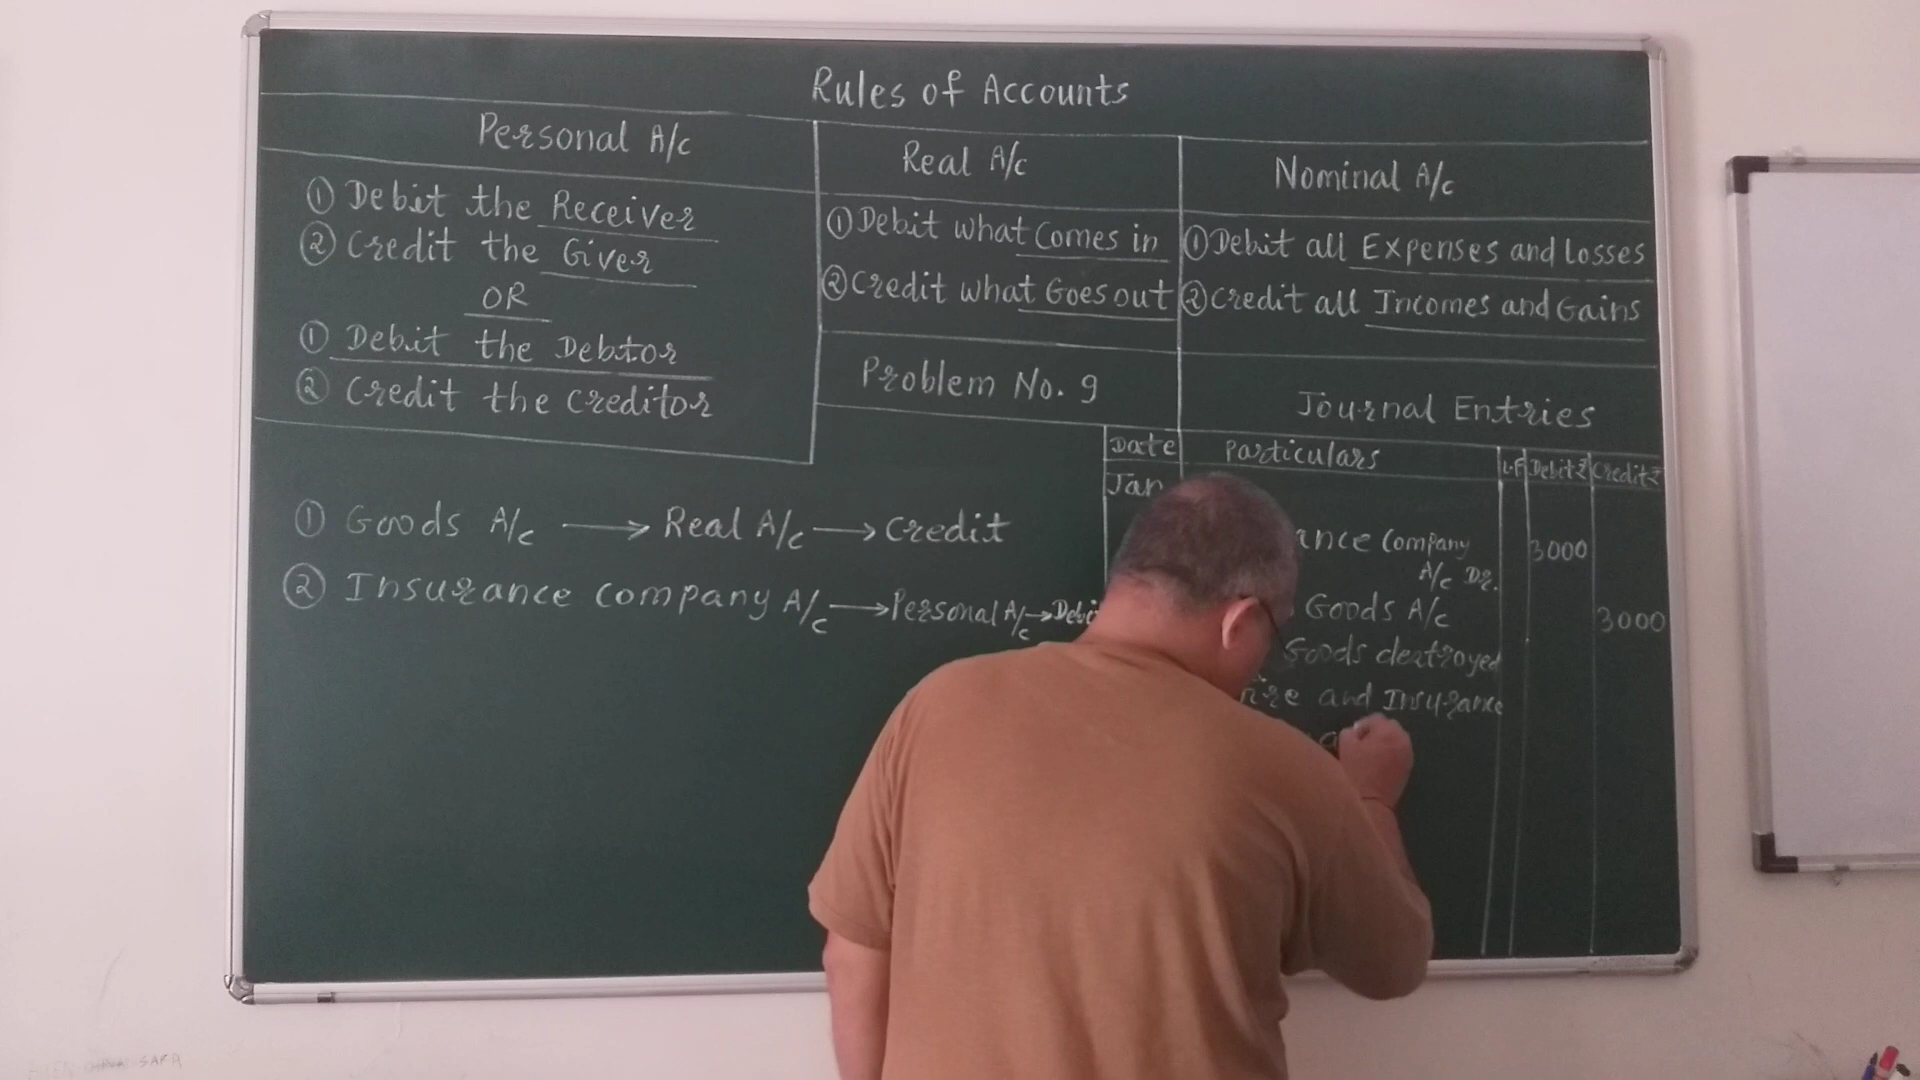 Rules of Accounts
Personal A/c
① Debit the Receiver
② Credit the Giver
OR
① Debit the Debtor
② Credit the Creditor
Real A/c
① Debit what Comes in
② Credit what Goes out
Nominal A/c
① Debit all Expenses and Losses
② Credit all Incomes and Gains
Problem No. 9
Journal Entries
Date Particulars L.F Debit₹ Credit₹
Jan
ance Company 3000
A/c Dr.
Goods A/c 3000
Goods destroyed
and Insurance
① Goods A/c → Real A/c → Credit
② Insurance Company A/c → Personal A/c → Debi